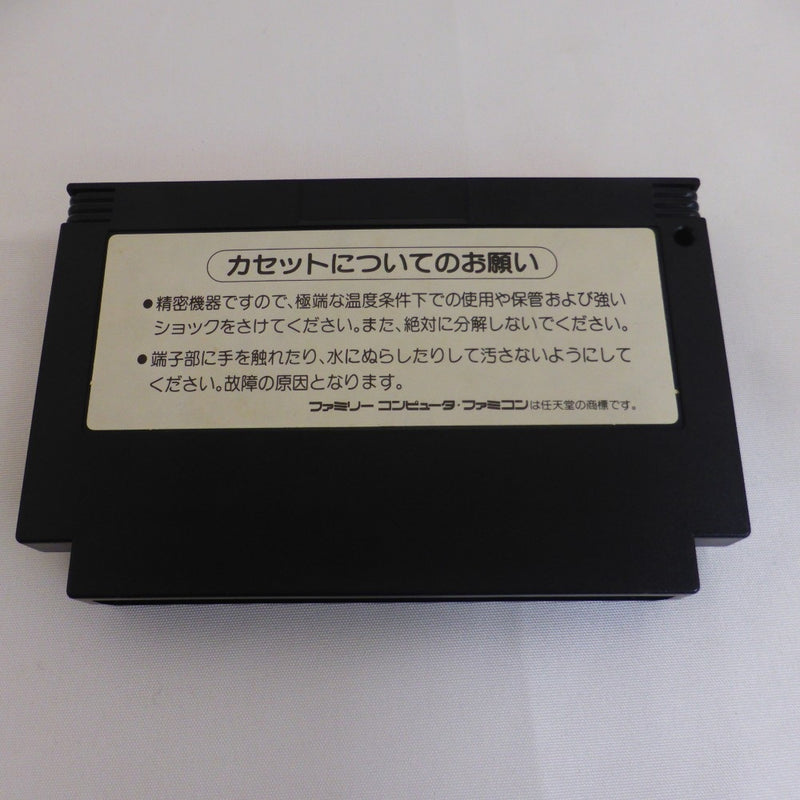 カセットについてのお願い
●精密機器ですので、極端な温度条件下での使用や保管および強い
ショックをさけてください。また、絶対に分解しないでください。
●端子部に手を触れたり、水にぬらしたりして汚さないようにして
ください。故障の原因となります。
ファミリー コンピュータ・ファミコンは任天堂の商標です。